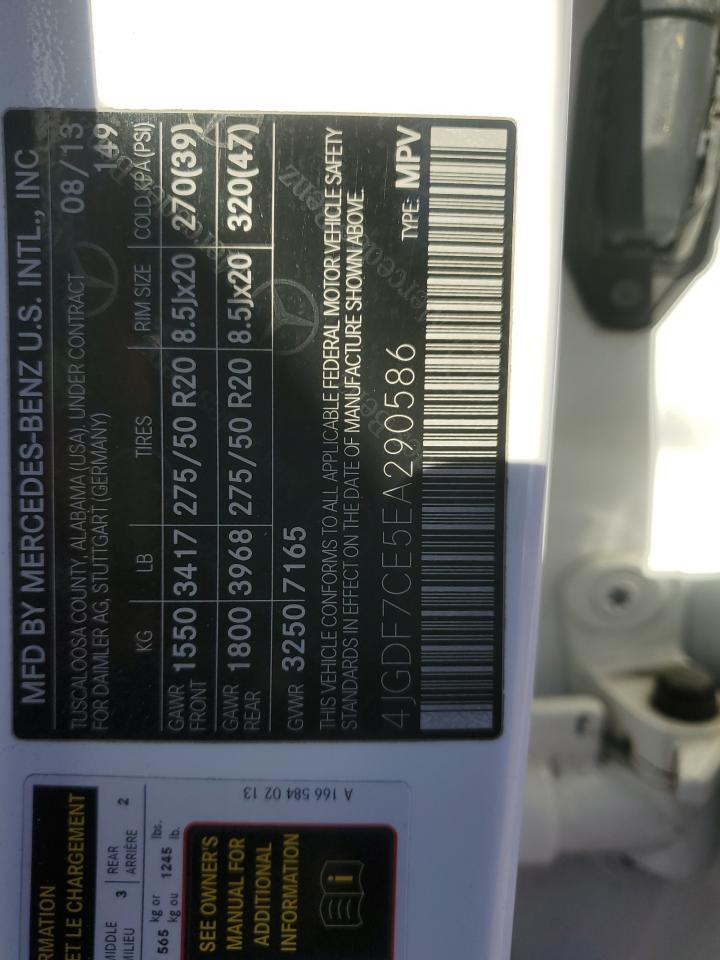 MFD BY MERCEDES-BENZ U.S. INTL., INC
TUSCALOOSA COUNTY, ALABAMA (USA), UNDER CONTRACT 08/13
FOR DAIMLER AG, STUTTGART (GERMANY) 149
KG LB TIRES RIM SIZE COLD KPA(PSI)
GAWR FRONT 1550 3417 275/50 R20 8.5Jx20 270(39)
GAWR REAR 1800 3968 275/50 R20 8.5Jx20 320(47)
GVWR 3250 7165
THIS VEHICLE CONFORMS TO ALL APPLICABLE FEDERAL MOTOR VEHICLE SAFETY
STANDARDS IN EFFECT ON THE DATE OF MANUFACTURE SHOWN ABOVE.
4JGDF7CE5EA290586 TYPE: MPV
RMATION
ET LE CHARGEMENT
MIDDLE 3 REAR 2
MILIEU ARRIÈRE
565 kg or 1245 lbs.
kg ou lb.
SEE OWNER'S
MANUAL FOR
ADDITIONAL
INFORMATION
A 166 584 02 13